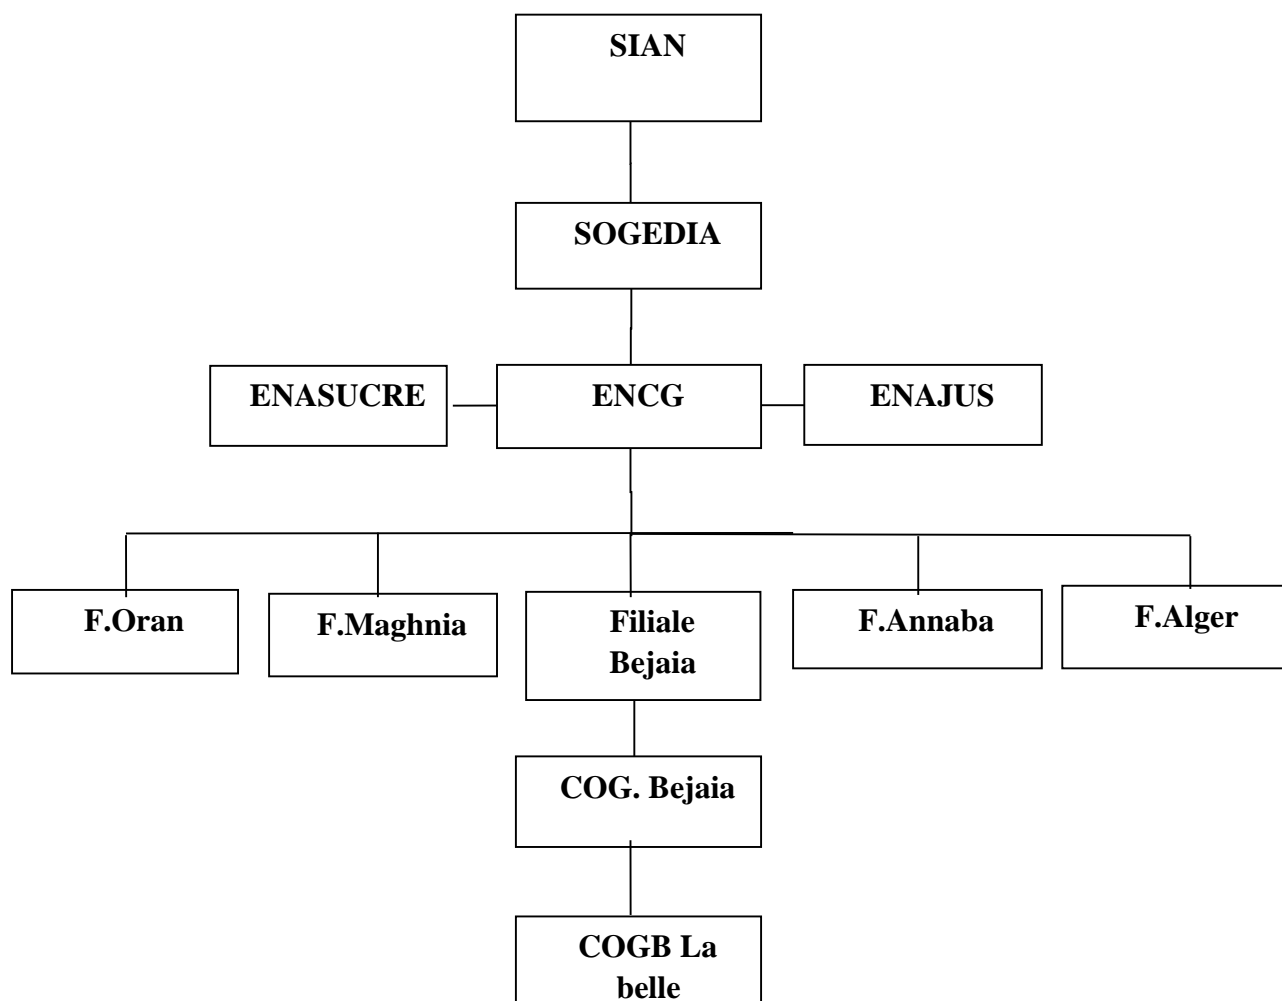 SIAN
SOGEDIA
ENASUCRE
ENCG
ENAJUS
F.Oran
F.Maghnia
Filiale
Bejaia
F.Annaba
F.Alger
COG. Bejaia
COGB La
belle